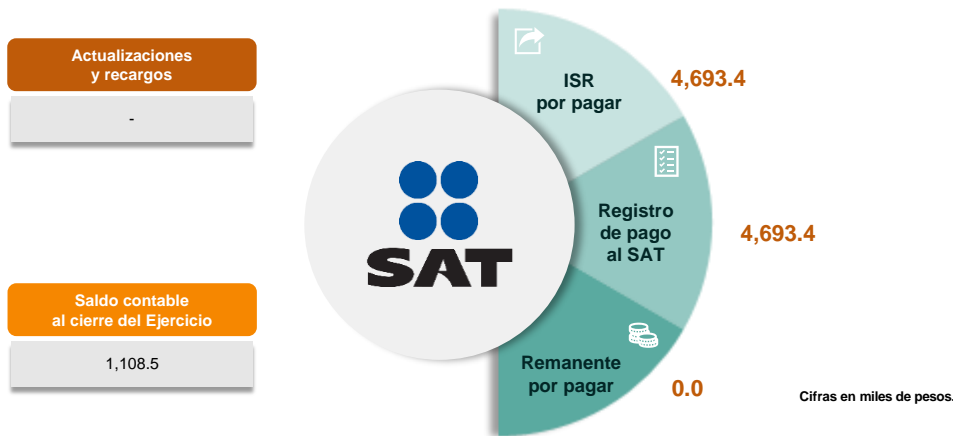 Actualizaciones
y recargos
-
Saldo contable
al cierre del Ejercicio
1,108.5
SAT
ISR
por pagar
4,693.4
Registro
de pago
al SAT
4,693.4
Remanente
por pagar
0.0
Cifras en miles de pesos.